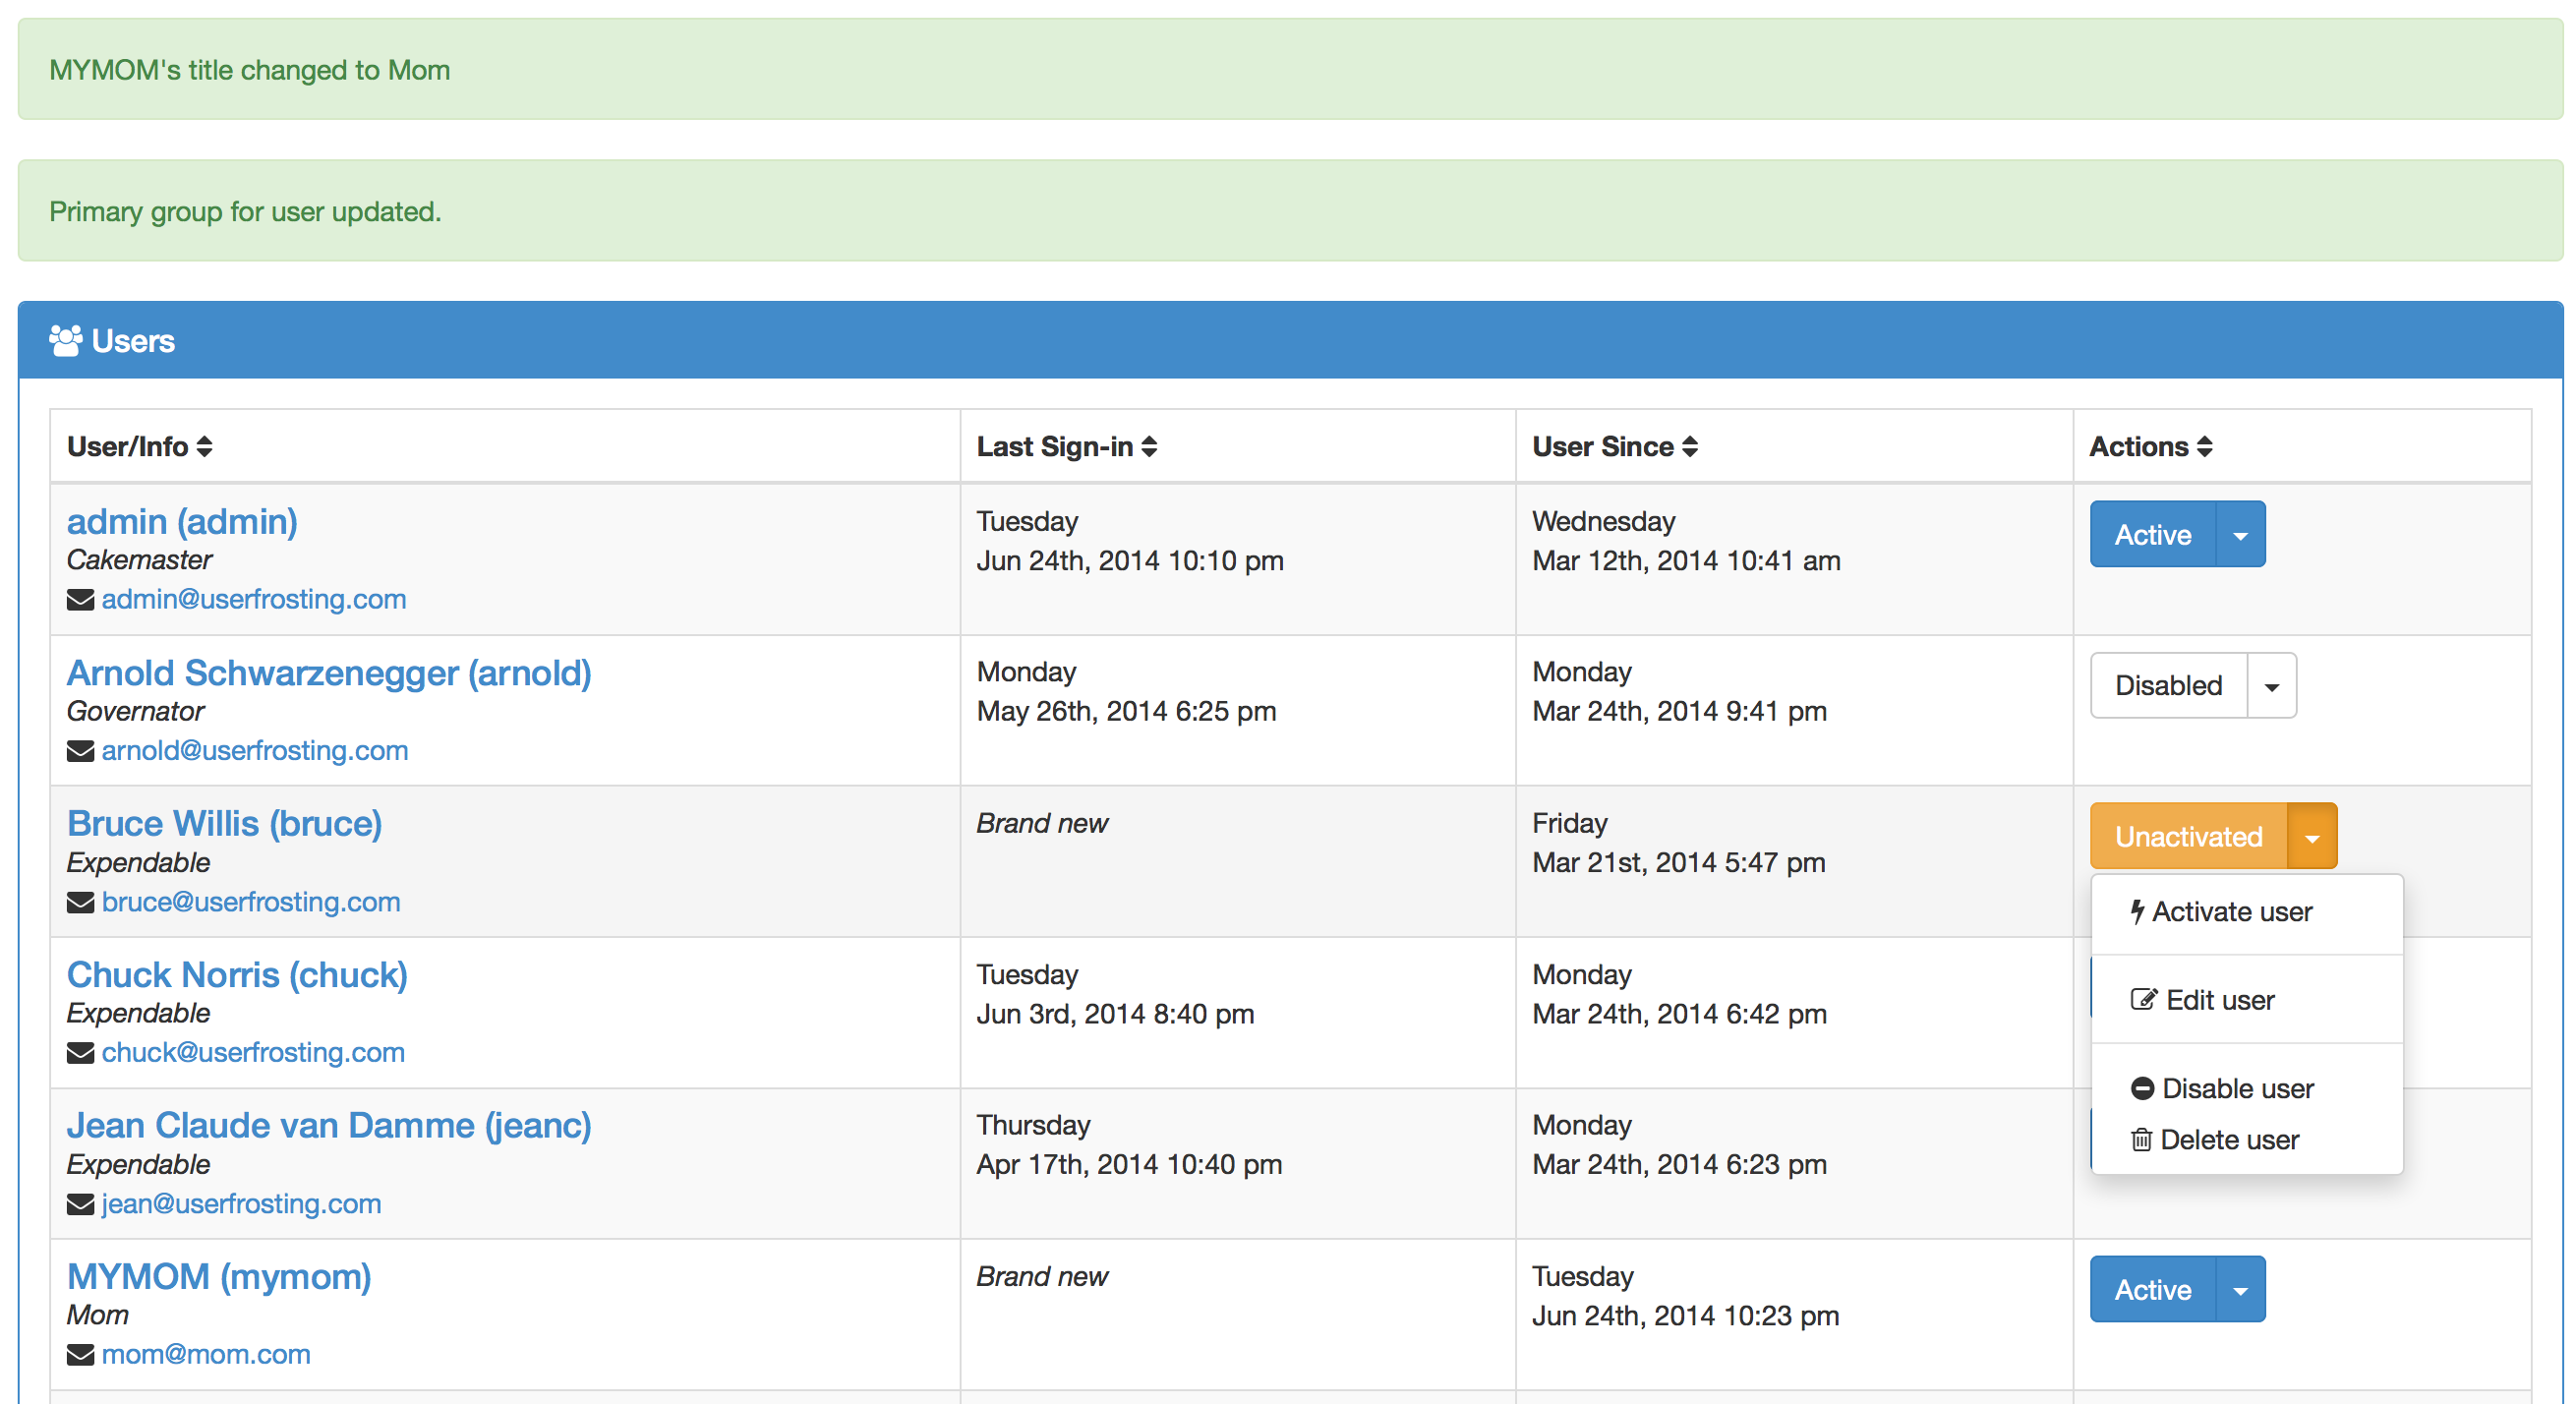 MYMOM's title changed to Mom
Primary group for user updated.
Users
User/Info Last Sign-in User Since Actions
admin (admin) Tuesday Wednesday Active
Cakemaster Jun 24th, 2014 10:10 pm Mar 12th, 2014 10:41 am
admin@userfrosting.com
Arnold Schwarzenegger (arnold) Monday Monday Disabled
Governator May 26th, 2014 6:25 pm Mar 24th, 2014 9:41 pm
arnold@userfrosting.com
Bruce Willis (bruce) Brand new Friday Unactivated
Expendable Mar 21st, 2014 5:47 pm
bruce@userfrosting.com Activate user
Chuck Norris (chuck) Tuesday Monday Edit user
Expendable Jun 3rd, 2014 8:40 pm Mar 24th, 2014 6:42 pm
chuck@userfrosting.com Disable user
Jean Claude van Damme (jeanc) Thursday Monday Delete user
Expendable Apr 17th, 2014 10:40 pm Mar 24th, 2014 6:23 pm
jean@userfrosting.com
MYMOM (mymom) Brand new Tuesday Active
Mom Jun 24th, 2014 10:23 pm
mom@mom.com